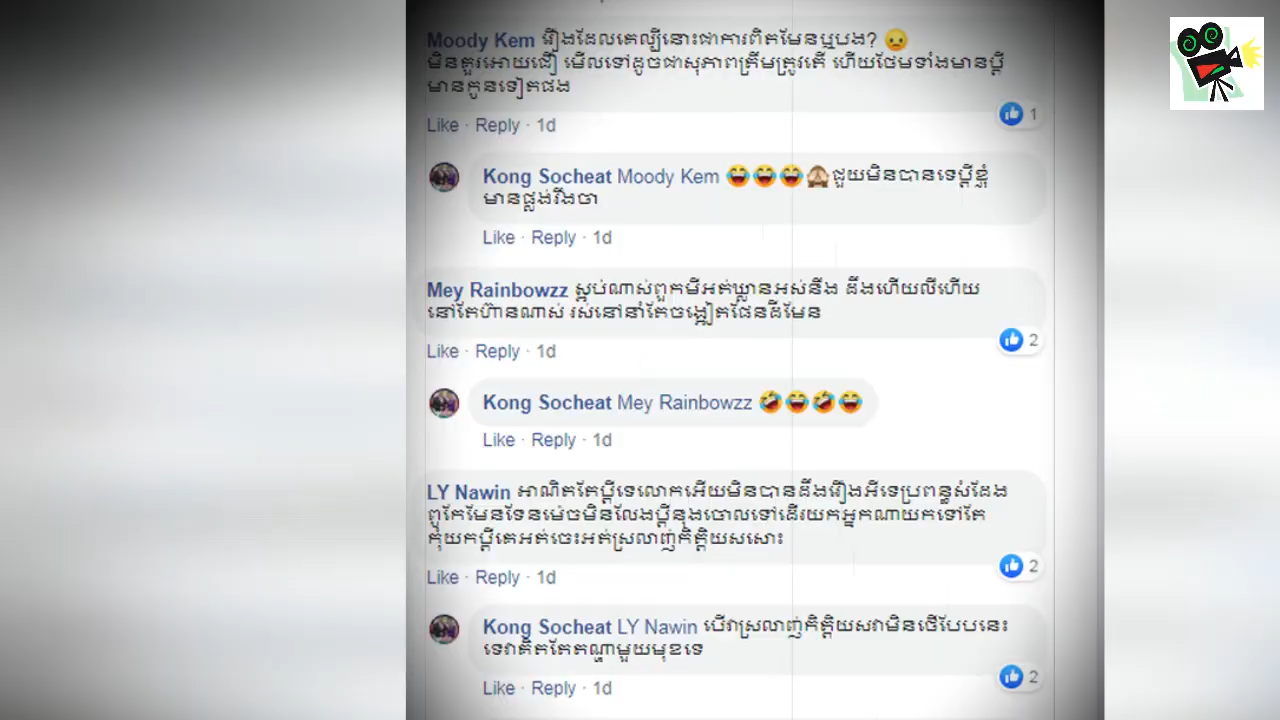 Moody Kem រឿងដែលគេល្បីនោះជាការពិតមែនឬបង? 😞
មិនគួរអោយជឿ មើលទៅដូចជាសុភាពត្រឹមត្រូវតើ ហើយថែមទាំងមានប្ដី
មានកូនទៀតផង
Like · Reply · 1d
1
Kong Socheat Moody Kem 😂😂😂🙈ជួយមិនបានទេប្ដីខ្ញុំ
មានផ្លង់វឹងចា
Like · Reply · 1d
Mey Rainbowzz ស្អប់ណាស់ពួកមីអត់ឃ្លានអស់នឹង ដឹងហើយលឺហើយ
នៅតែហ៊ានណាស់ រស់នៅនាំតែចង្អៀតផែនដីមែន
Like · Reply · 1d
2
Kong Socheat Mey Rainbowzz 🤣😂🤣😂
Like · Reply · 1d
LY Nawin អាណិតតែប្ដីទេលោកអើយមិនបានដឹងរឿងអីទេប្រពន្ធស់ដែង
ពូកែមែនទែនម៉េចមិនលែងប្ដីនុងចោលទៅដើរយកអ្នកណាយកទៅតែ
កុំយកប្ដីគេអត់ចេះអត់ស្រលាញ់កិត្តិយសសោះ
Like · Reply · 1d
2
Kong Socheat LY Nawin បើវាស្រលាញ់កិត្តិយសវាមិនធើបែបនេះ
ទេវាគិតតែតណ្ហាមួយមុខទេ
Like · Reply · 1d
2